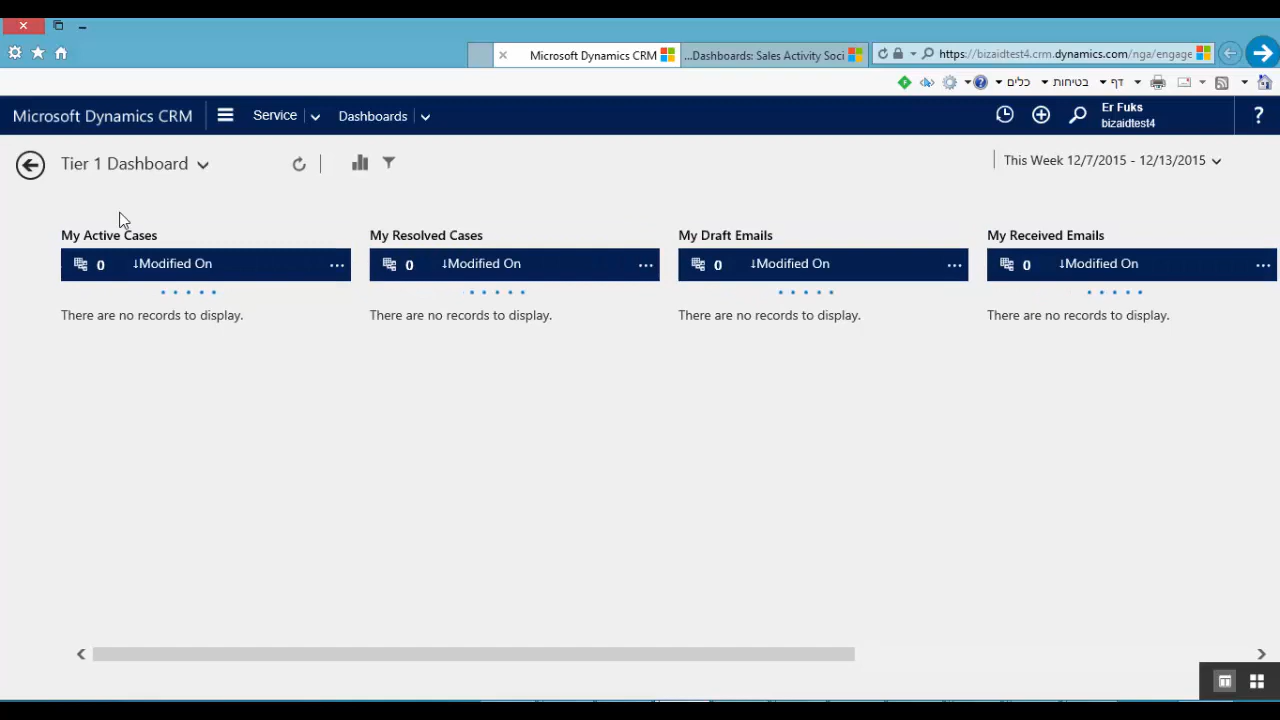 Microsoft Dynamics CRM
...Dashboards: Sales Activity Soci
https://bizaidtest4.crm.dynamics.com/nga/engage
כלים
בטיחות
דף
Microsoft Dynamics CRM
Service
Dashboards
Er Fuks
bizaidtest4
?
Tier 1 Dashboard
This Week 12/7/2015 - 12/13/2015
My Active Cases
My Resolved Cases
My Draft Emails
My Received Emails
0 ↓Modified On ...
0 ↓Modified On ...
0 ↓Modified On ...
0 ↓Modified On ...
There are no records to display.
There are no records to display.
There are no records to display.
There are no records to display.